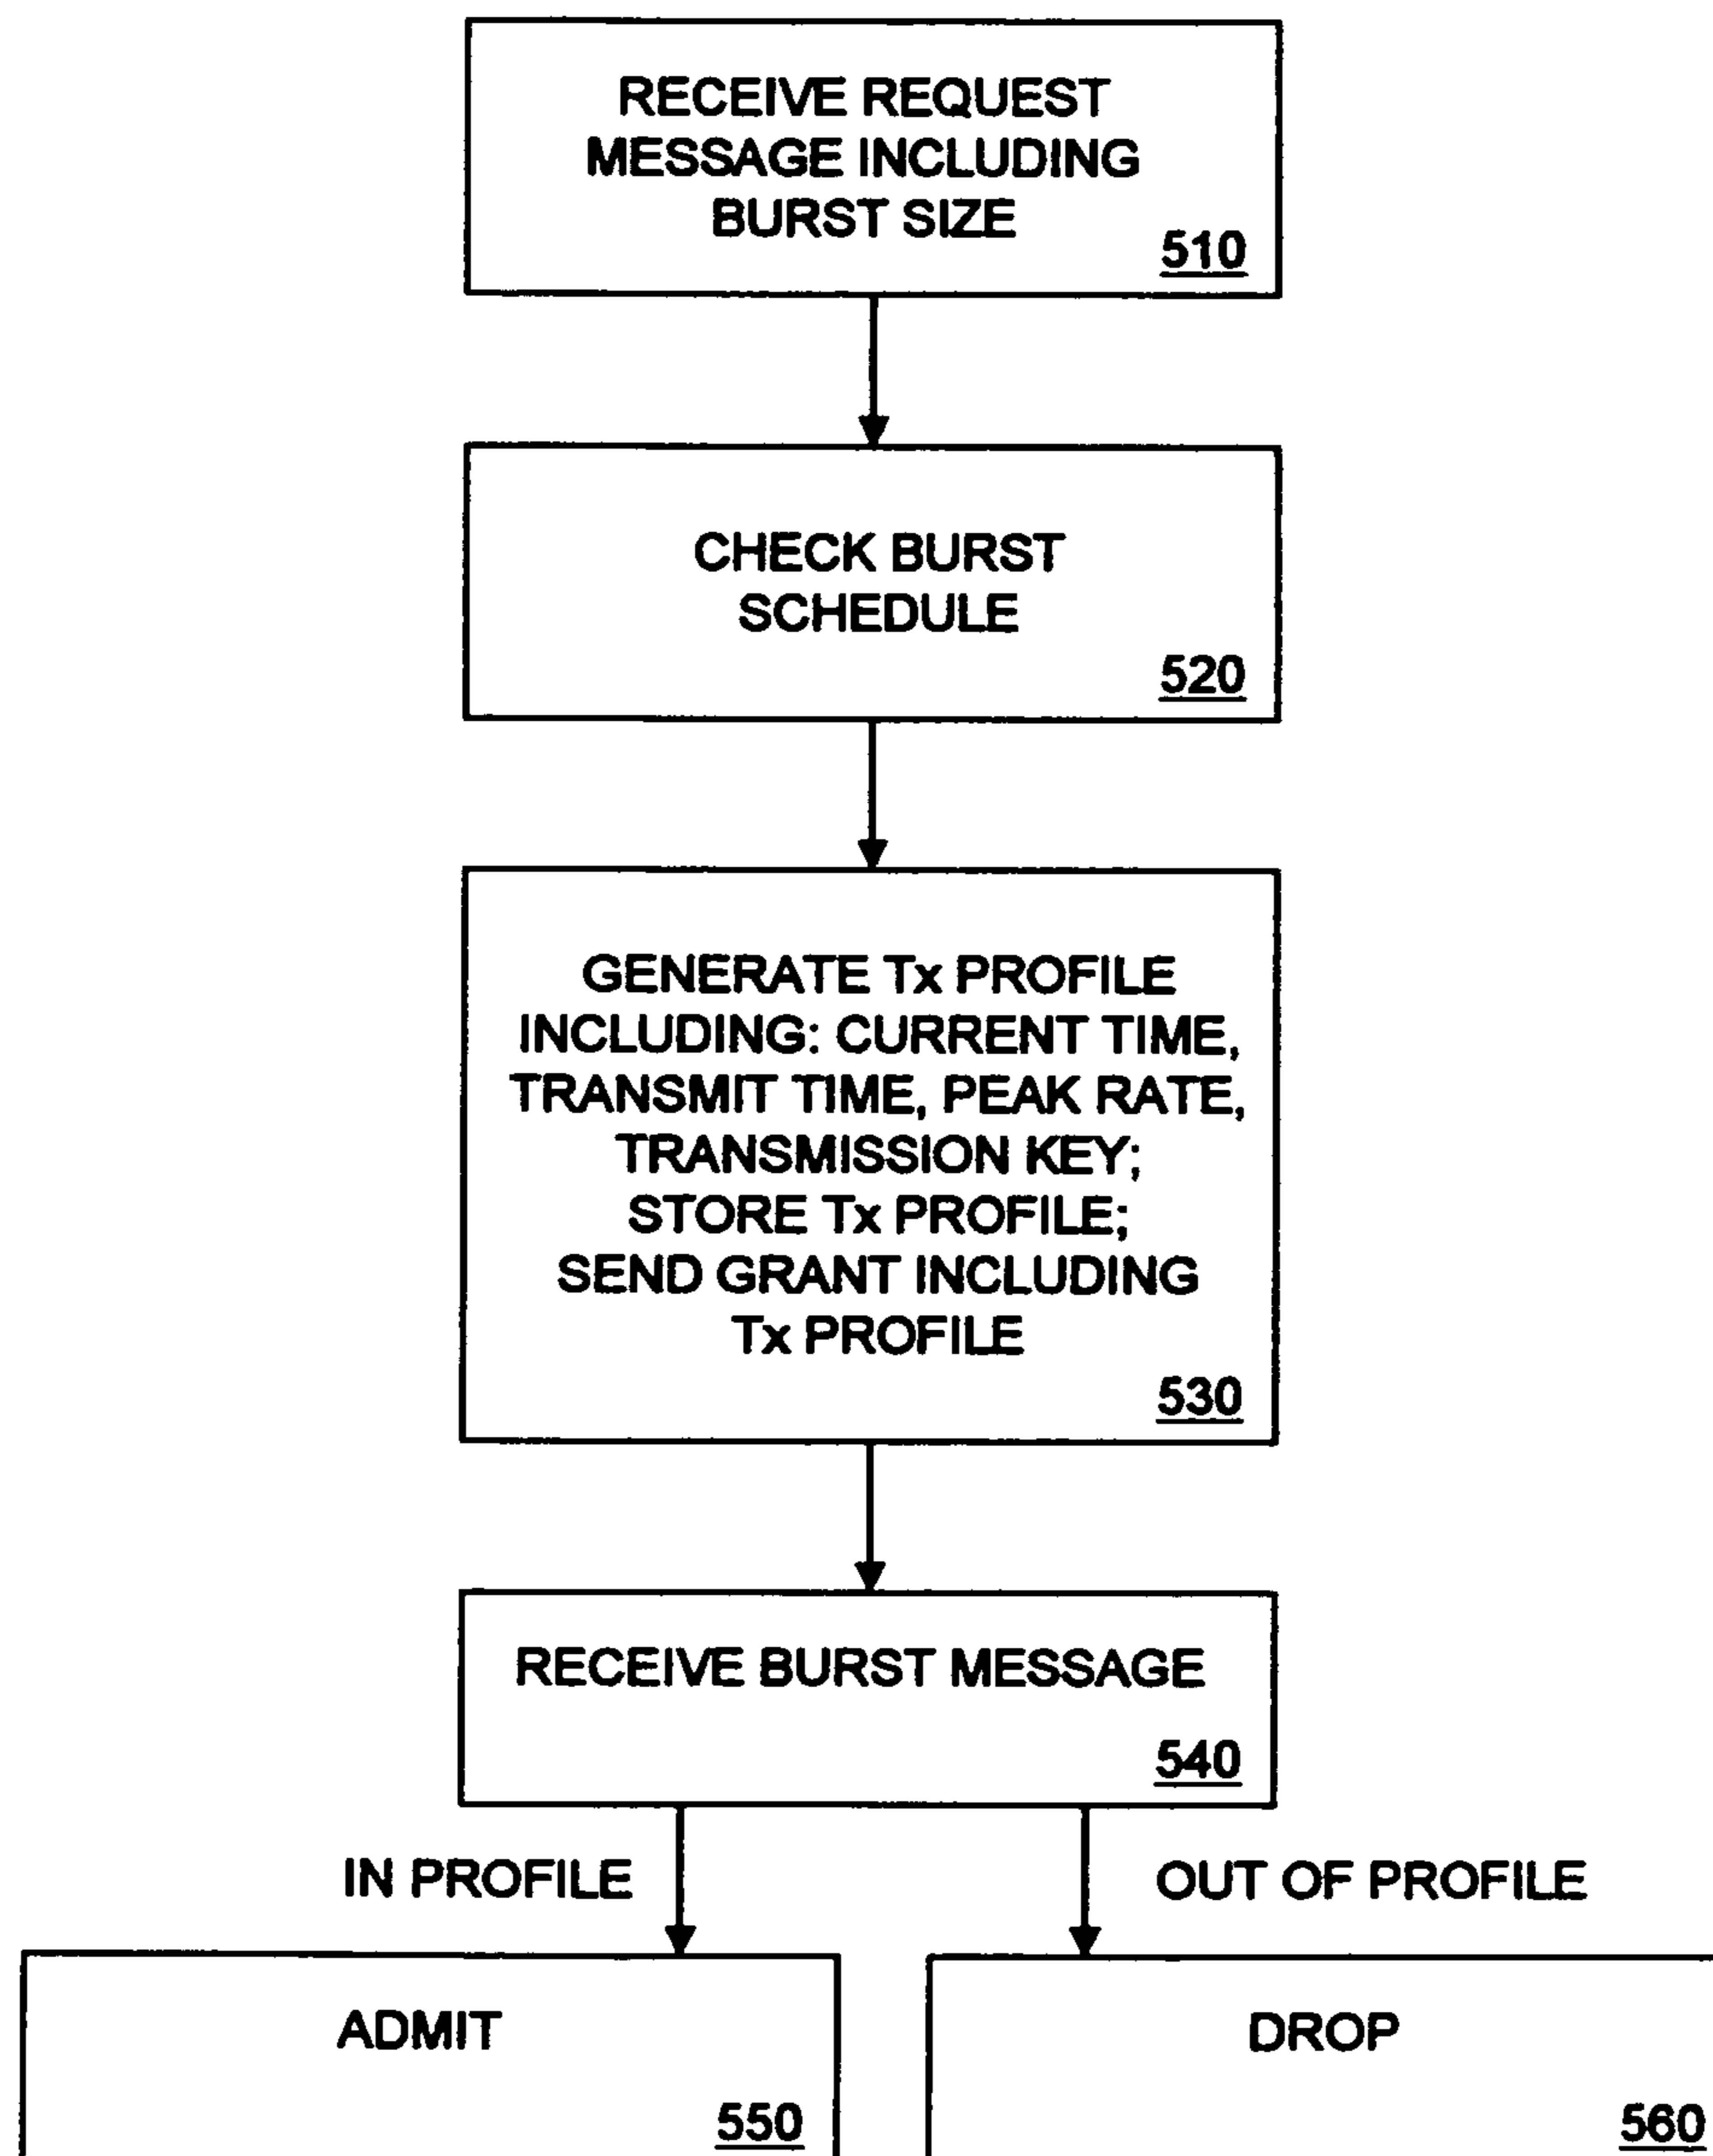 RECEIVE REQUEST
MESSAGE INCLUDING
BURST SIZE
510
CHECK BURST
SCHEDULE
520
GENERATE Tx PROFILE
INCLUDING: CURRENT TIME,
TRANSMIT TIME, PEAK RATE,
TRANSMISSION KEY;
STORE Tx PROFILE;
SEND GRANT INCLUDING
Tx PROFILE
530
RECEIVE BURST MESSAGE
540
IN PROFILE
OUT OF PROFILE
ADMIT
550
DROP
560